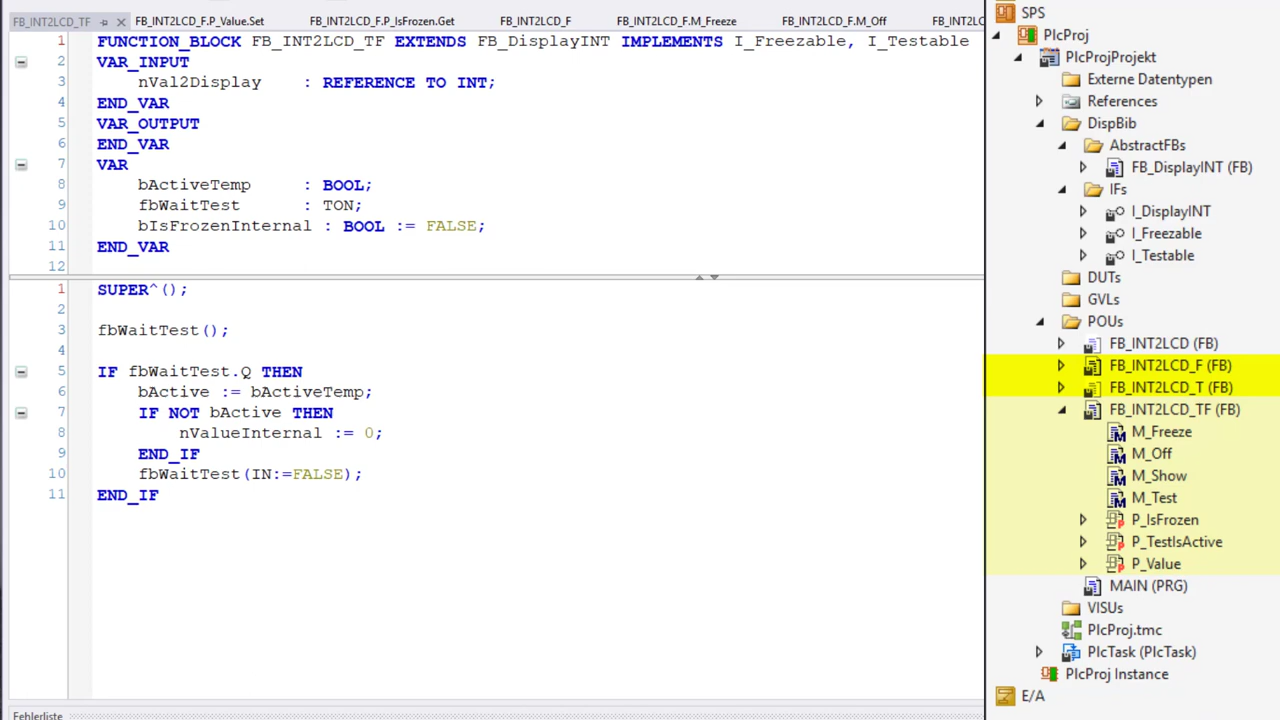 FB_INT2LCD_TF FB_INT2LCD_F.P_Value.Set FB_INT2LCD_F.P_IsFrozen.Get FB_INT2LCD_F FB_INT2LCD_F.M_Freeze FB_INT2LCD_F.M_Off FB_INT2LC
1 FUNCTION_BLOCK FB_INT2LCD_TF EXTENDS FB_DisplayINT IMPLEMENTS I_Freezable, I_Testable
2 VAR_INPUT
3 nVal2Display : REFERENCE TO INT;
4 END_VAR
5 VAR_OUTPUT
6 END_VAR
7 VAR
8 bActiveTemp : BOOL;
9 fbWaitTest : TON;
10 bIsFrozenInternal : BOOL := FALSE;
11 END_VAR
12
1 SUPER^();
2
3 fbWaitTest();
4
5 IF fbWaitTest.Q THEN
6 bActive := bActiveTemp;
7 IF NOT bActive THEN
8 nValueInternal := 0;
9 END_IF
10 fbWaitTest(IN:=FALSE);
11 END_IF
Fehlerliste
SPS
PlcProj
PlcProjProjekt
Externe Datentypen
References
DispBib
AbstractFBs
FB_DisplayINT (FB)
IFs
I_DisplayINT
I_Freezable
I_Testable
DUTs
GVLs
POUs
FB_INT2LCD (FB)
FB_INT2LCD_F (FB)
FB_INT2LCD_T (FB)
FB_INT2LCD_TF (FB)
M_Freeze
M_Off
M_Show
M_Test
P_IsFrozen
P_TestIsActive
P_Value
MAIN (PRG)
VISUs
PlcProj.tmc
PlcTask (PlcTask)
PlcProj Instance
E/A